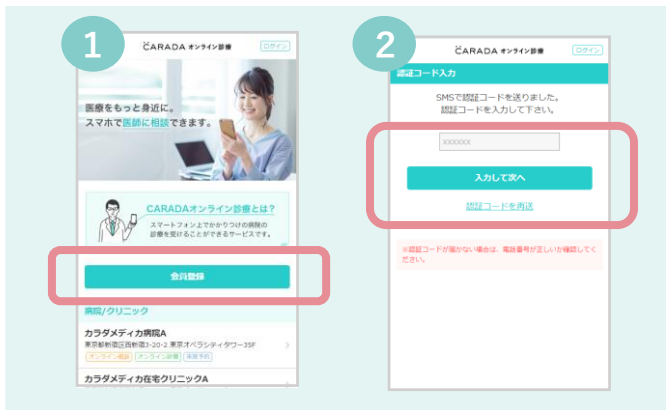 1
CARADA オンライン診療
ログイン
医療をもっと身近に。
スマホで医師に相談できます。
CARADAオンライン診療とは?
スマートフォン上でかかりつけの病院の
診療を受けることができるサービスです。
会員登録
病院/クリニック
カラダメディカ病院A
東京都新宿区西新宿3-20-2 東京オペラシティタワー35F
オンライン相談 オンライン診療 来院予約
カラダメディカ在宅クリニックA
2
CARADA オンライン診療
ログイン
認証コード入力
SMSで認証コードを送りました。
認証コードを入力して下さい。
xxxxxx
入力して次へ
認証コードを再送
※認証コードが届かない場合は、電話番号が正しいか確認してく
ださい。